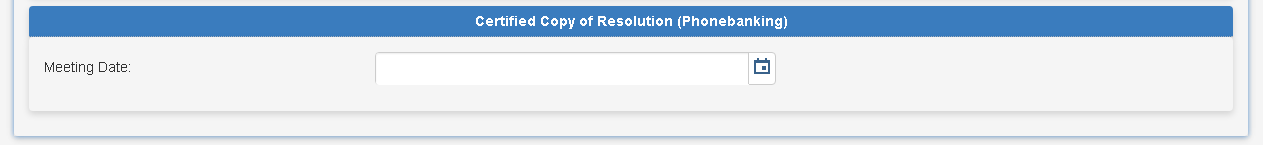 Certified Copy of Resolution (Phonebanking)
Meeting Date: